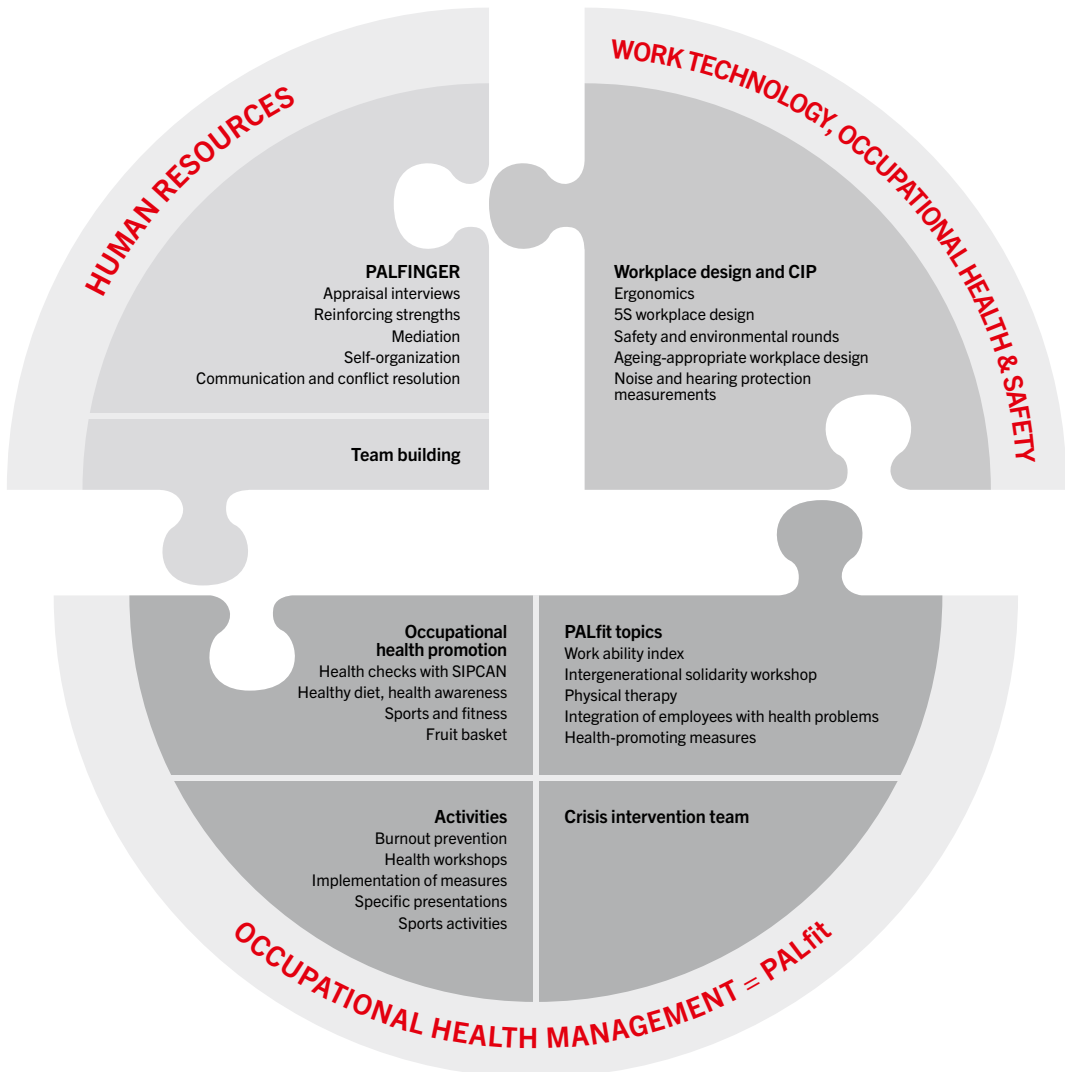 HUMAN RESOURCES
PALFINGER
Appraisal interviews
Reinforcing strengths
Mediation
Self-organization
Communication and conflict resolution
Team building
WORK TECHNOLOGY, OCCUPATIONAL HEALTH & SAFETY
Workplace design and CIP
Ergonomics
5S workplace design
Safety and environmental rounds
Ageing-appropriate workplace design
Noise and hearing protection
measurements
Occupational
health promotion
Health checks with SIPCAN
Healthy diet, health awareness
Sports and fitness
Fruit basket
PALfit topics
Work ability index
Intergenerational solidarity workshop
Physical therapy
Integration of employees with health problems
Health-promoting measures
Activities
Burnout prevention
Health workshops
Implementation of measures
Specific presentations
Sports activities
Crisis intervention team
OCCUPATIONAL HEALTH MANAGEMENT = PALfit